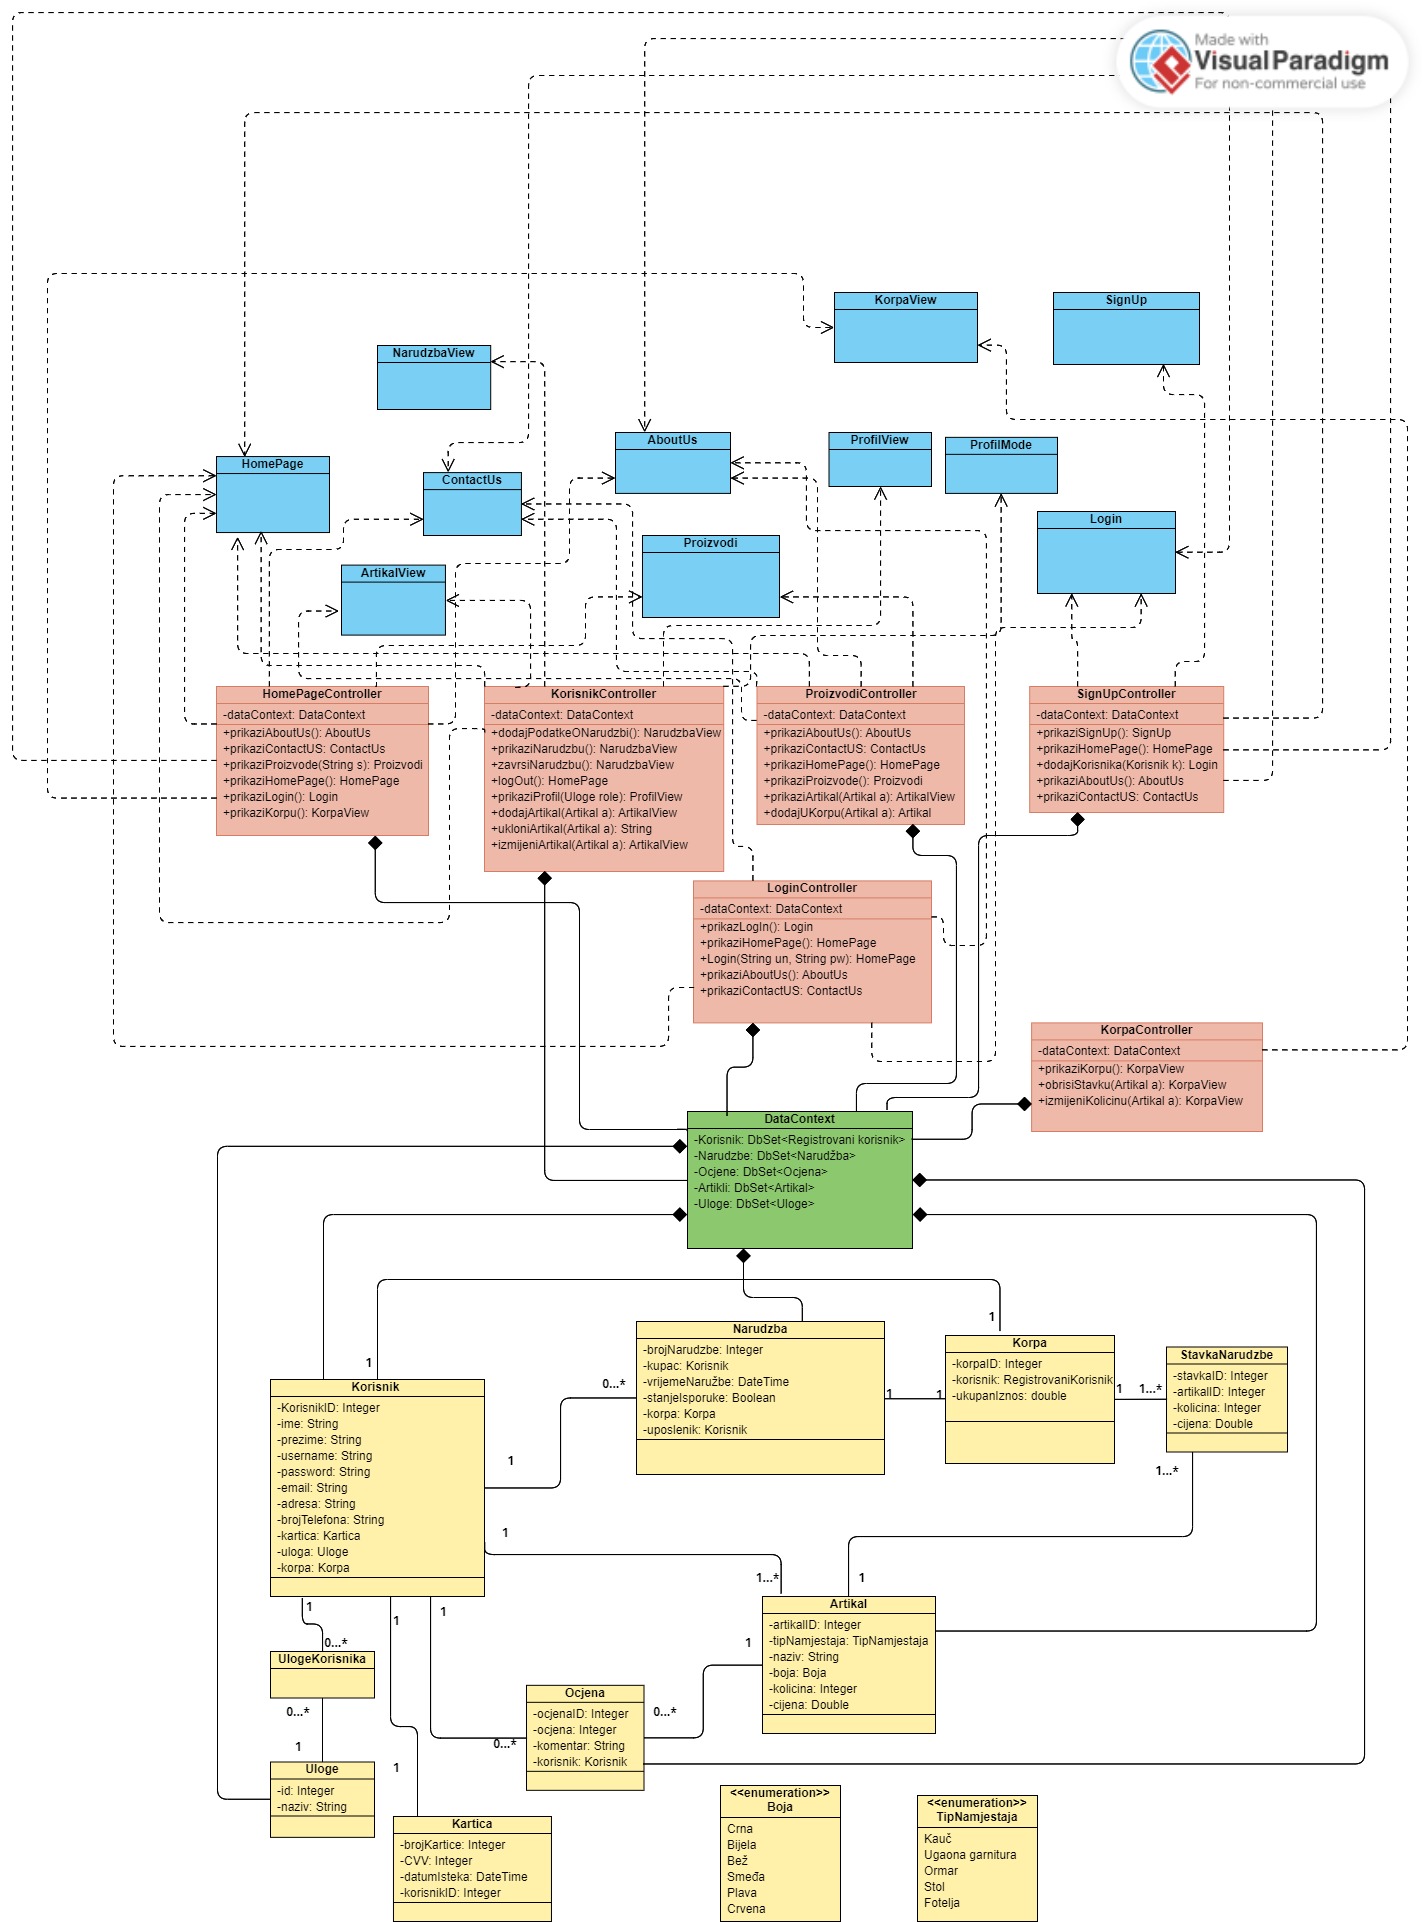 Made with
VisualParadigm
For non-commercial use
KorpaView
SignUp
NarudzbaView
AboutUs
ProfilView
ProfilMode
HomePage
ContactUs
Login
Proizvodi
ArtikalView
HomePageController
-dataContext: DataContext
+prikaziAboutUs(): AboutUs
+prikaziContactUS: ContactUs
+prikaziProizvode(String s): Proizvodi
+prikaziHomePage(): HomePage
+prikaziLogin(): Login
+prikaziKorpu(): KorpaView
KorisnikController
-dataContext: DataContext
+dodajPodatkeONarudzbi(): NarudzbaView
+prikaziNarudzbu(): NarudzbaView
+zavrsiNarudzbu(): NarudzbaView
+logOut(): HomePage
+prikaziProfil(Uloge role): ProfilView
+dodajArtikal(Artikal a): ArtikalView
+ukloniArtikal(Artikal a): String
+izmijeniArtikal(Artikal a): ArtikalView
ProizvodiController
-dataContext: DataContext
+prikaziAboutUs(): AboutUs
+prikaziContactUS: ContactUs
+prikaziHomePage(): HomePage
+prikaziProizvode(): Proizvodi
+prikaziArtikal(Artikal a): ArtikalView
+dodajUKorpu(Artikal a): Artikal
SignUpController
-dataContext: DataContext
+prikaziSignUp(): SignUp
+prikaziHomePage(): HomePage
+dodajKorisnika(Korisnik k): Login
+prikaziAboutUs(): AboutUs
+prikaziContactUS: ContactUs
LoginController
-dataContext: DataContext
+prikazLogIn(): Login
+prikaziHomePage(): HomePage
+Login(String un, String pw): HomePage
+prikaziAboutUs(): AboutUs
+prikaziContactUS: ContactUs
KorpaController
-dataContext: DataContext
+prikaziKorpu(): KorpaView
+obrisiStavku(Artikal a): KorpaView
+izmijeniKolicinu(Artikal a): KorpaView
DataContext
-Korisnik: DbSet<Registrovani korisnik>
-Narudzbe: DbSet<Narudžba>
-Ocjene: DbSet<Ocjena>
-Artikli: DbSet<Artikal>
-Uloge: DbSet<Uloge>
1
1
Narudzba
-brojNarudzbe: Integer
-kupac: Korisnik
-vrijemeNaružbe: DateTime
-stanjeIsporuke: Boolean
-korpa: Korpa
-uposlenik: Korisnik
0...*
1
1
1
Korpa
-korpaID: Integer
-korisnik: RegistrovaniKorisnik
-ukupanIznos: double
1
1...*
StavkaNarudzbe
-stavkaID: Integer
-artikalID: Integer
-kolicina: Integer
-cijena: Double
1...*
1
Korisnik
-KorisnikID: Integer
-ime: String
-prezime: String
-username: String
-password: String
-email: String
-adresa: String
-brojTelefona: String
-kartica: Kartica
-uloga: Uloge
-korpa: Korpa
1
1...*
Artikal
-artikalID: Integer
-tipNamjestaja: TipNamjestaja
-naziv: String
-boja: Boja
-kolicina: Integer
-cijena: Double
1
0...*
1
1
1
0...*
UlogeKorisnika
0...*
1
Ocjena
-ocjenaID: Integer
-ocjena: Integer
-komentar: String
-korisnik: Korisnik
0...*
Uloge
-id: Integer
-naziv: String
1
Kartica
-brojKartice: Integer
-CVV: Integer
-datumIsteka: DateTime
-korisnikID: Integer
<<enumeration>>
Boja
Crna
Bijela
Bež
Smeđa
Plava
Crvena
<<enumeration>>
TipNamjestaja
Kauč
Ugaona garnitura
Ormar
Stol
Fotelja